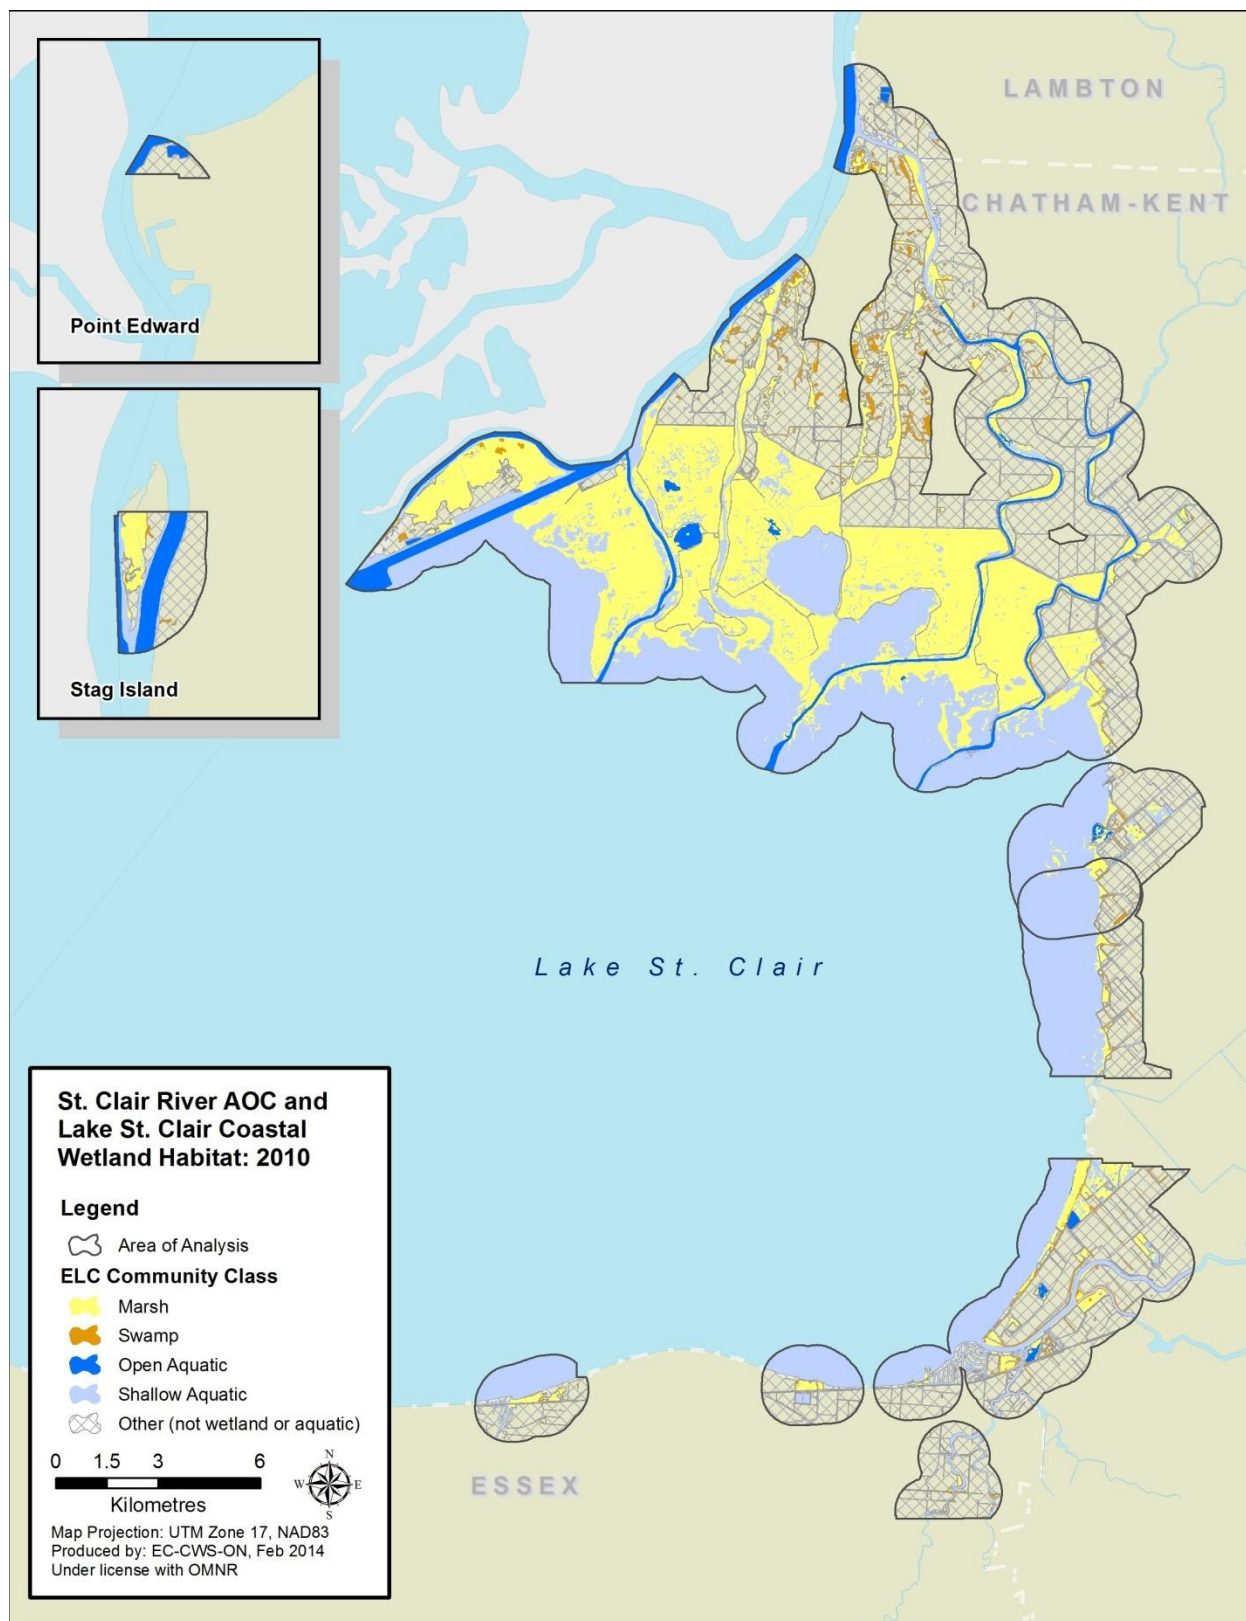 LAMBTON
CHATHAM-KENT
Point Edward
Stag Island
Lake St. Clair
St. Clair River AOC and
Lake St. Clair Coastal
Wetland Habitat: 2010
Legend
Area of Analysis
ELC Community Class
Marsh
Swamp
Open Aquatic
Shallow Aquatic
Other (not wetland or aquatic)
0 1.5 3 6
Kilometres
N
W E
S
Map Projection: UTM Zone 17, NAD83
Produced by: EC-CWS-ON, Feb 2014
Under license with OMNR
ESSEX